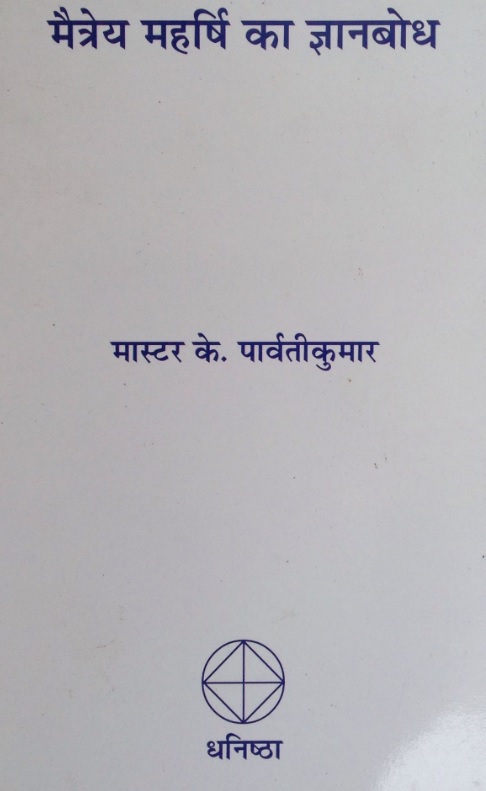 मैत्रेय महर्षि का ज्ञानबोध
मास्टर के. पार्वतीकुमार
धनिष्ठा